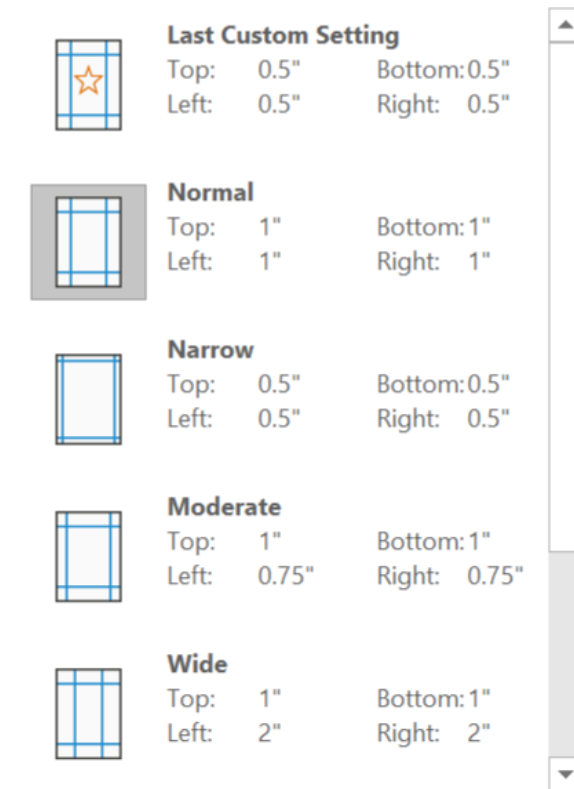 Last Custom Setting
Top: 0.5" Bottom: 0.5"
Left: 0.5" Right: 0.5"
Normal
Top: 1" Bottom: 1"
Left: 1" Right: 1"
Narrow
Top: 0.5" Bottom: 0.5"
Left: 0.5" Right: 0.5"
Moderate
Top: 1" Bottom: 1"
Left: 0.75" Right: 0.75"
Wide
Top: 1" Bottom: 1"
Left: 2" Right: 2"